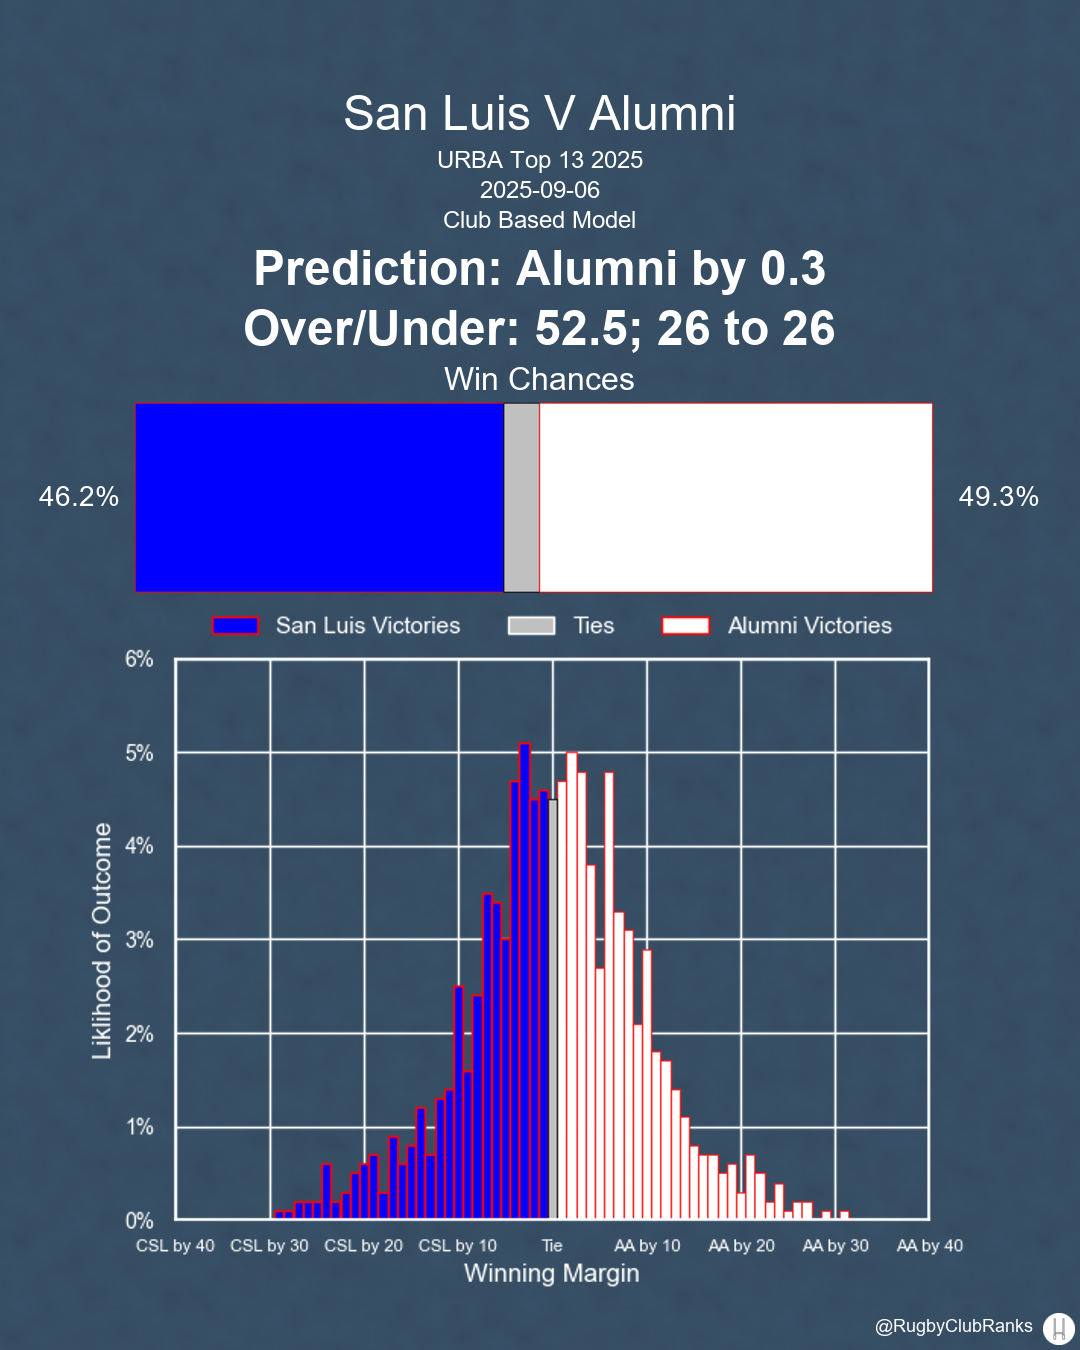 San Luis V Alumni
URBA Top 13 2025
2025-09-06
Club Based Model
Prediction: Alumni by 0.3
Over/Under: 52.5; 26 to 26
Win Chances
46.2%
49.3%
San Luis Victories
Ties
Alumni Victories
6%
5%
4%
3%
2%
1%
0%
Liklihood of Outcome
CSL by 40 CSL by 30 CSL by 20 CSL by 10 Tie AA by 10 AA by 20 AA by 30 AA by 40
Winning Margin
@RugbyClubRanks